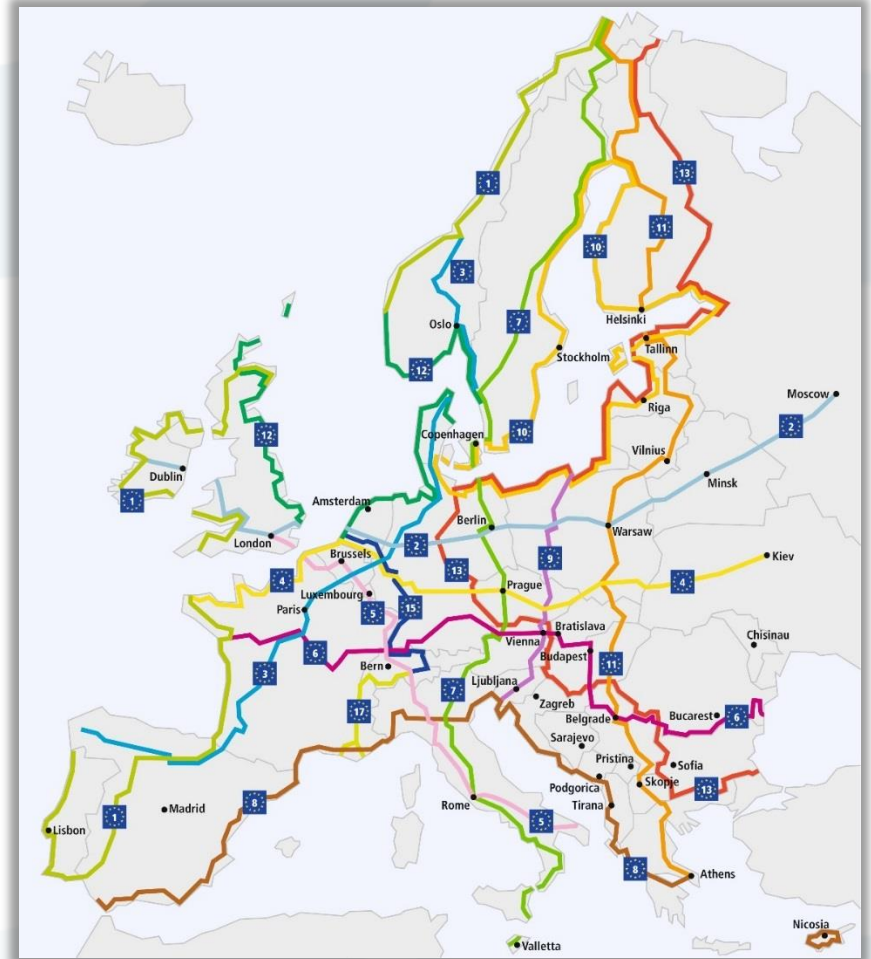 1
13
3
10
11
Oslo
7
Helsinki
Stockholm
Tallinn
12
Moscow
Riga
2
12
Copenhagen
10
Vilnius
Dublin
Minsk
1
Amsterdam
Berlin
London
2
Warsaw
Brussels
9
Kiev
4
13
Prague
4
Luxembourg
5
15
Paris
Chisinau
Vienna
Bratislava
6
Budapest
Bern
11
3
7
Ljubljana
Zagreb
17
Belgrade
Bucarest
6
Sarajevo
Pristina
Sofia
Podgorica
Skopje
13
8
Madrid
Rome
Tirana
1
5
Lisbon
8
Athens
Nicosia
Valletta